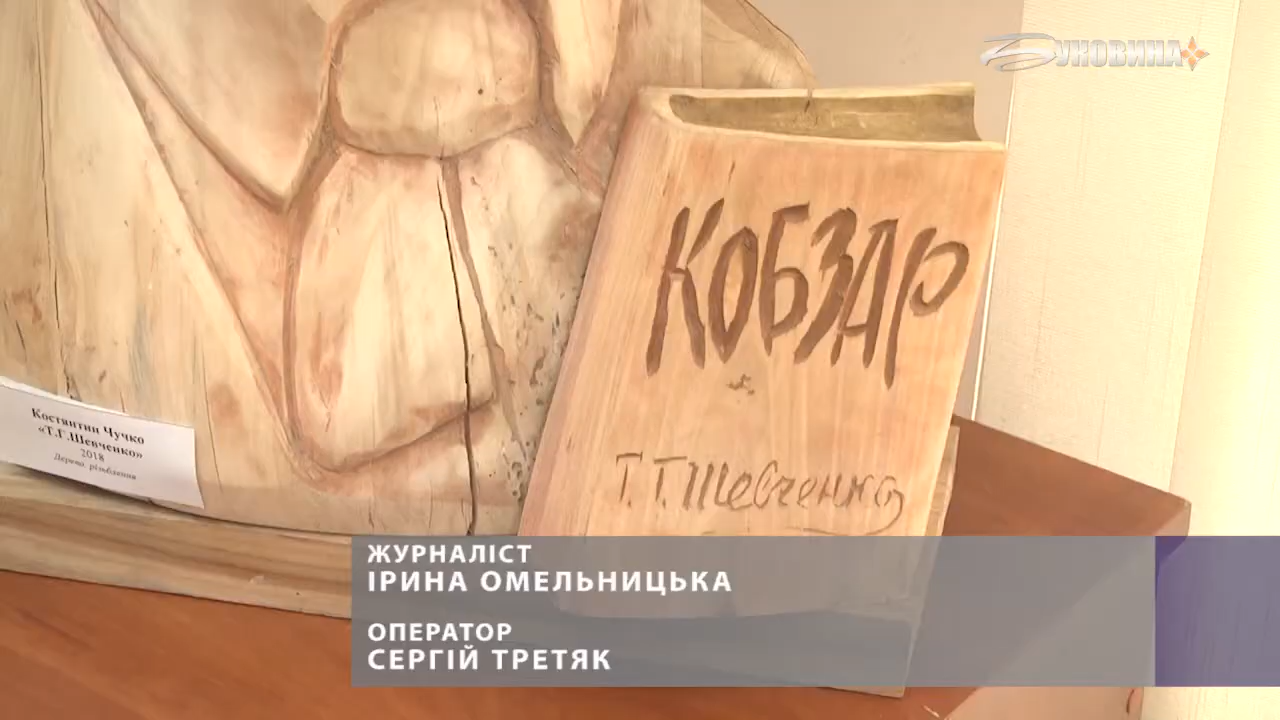 БУКОВИНА
КОБЗАР
Т.Г.Шевченко
Костянтин Чучко
«Т.Г.Шевченко»
2018
Дерево, різьблення
ЖУРНАЛІСТ
ІРИНА ОМЕЛЬНИЦЬКА
ОПЕРАТОР
СЕРГІЙ ТРЕТЯК